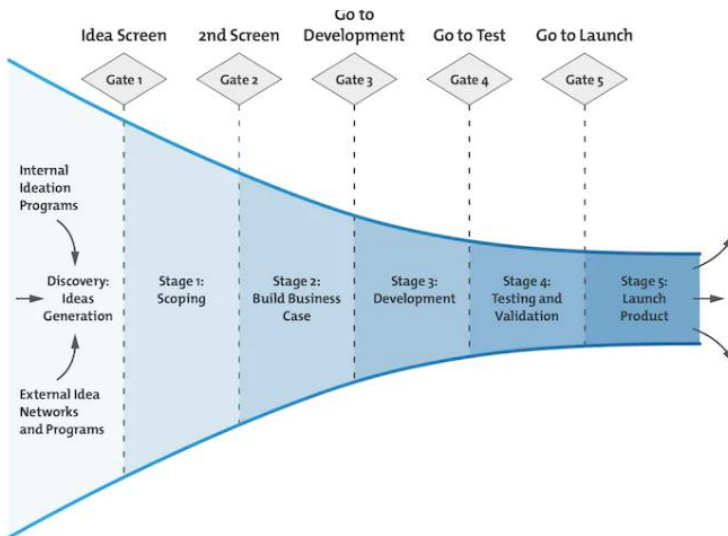 Idea Screen
2nd Screen
Go to
Development
Go to Test
Go to Launch
Gate 1
Gate 2
Gate 3
Gate 4
Gate 5
Internal
Ideation
Programs
Discovery:
Ideas
Generation
External Idea
Networks
and Programs
Stage 1:
Scoping
Stage 2:
Build Business
Case
Stage 3:
Development
Stage 4:
Testing and
Validation
Stage 5:
Launch
Product